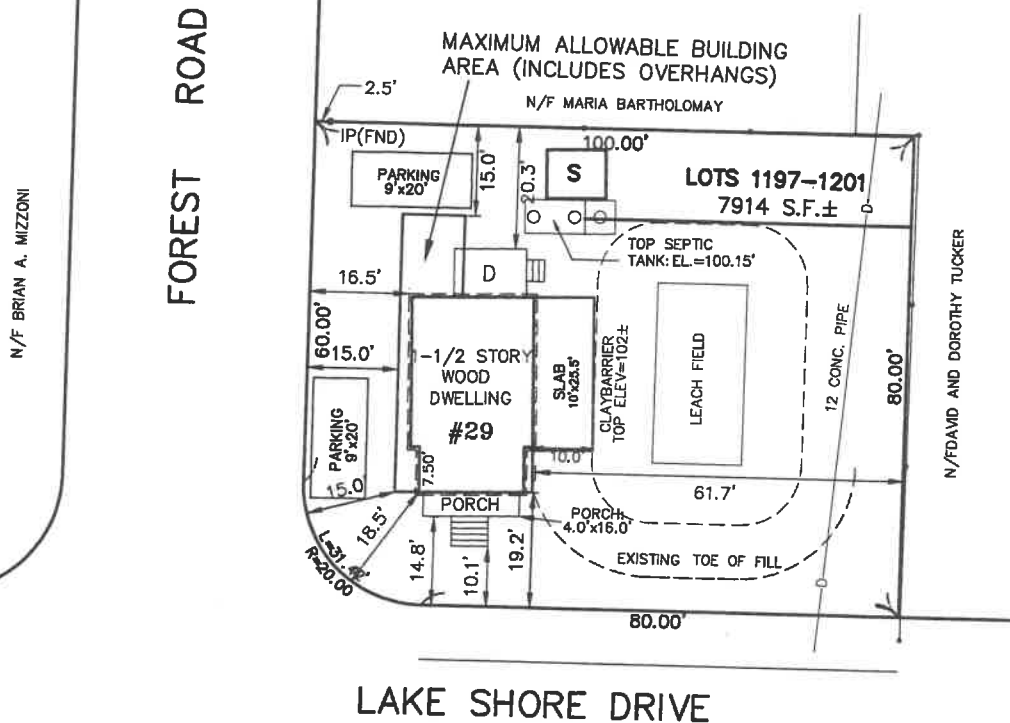 FOREST ROAD
N/F BRIAN A. MIZZONI
MAXIMUM ALLOWABLE BUILDING
AREA (INCLUDES OVERHANGS)
2.5'
N/F MARIA BARTHOLOMAY
IP(FND)
100.00'
PARKING
9'x20'
15.0'
20.3'
S
LOTS 1197-1201
7914 S.F.±
D
TOP SEPTIC
TANK: EL.=100.15'
D
16.5'
60.00'
15.0'
1-1/2 STORY
WOOD
DWELLING
#29
SLAB
10'x25.5'
CLAYBARRIER
TOP ELEV=102±
LEACH FIELD
12 CONC. PIPE
80.00'
N/FDAVID AND DOROTHY TUCKER
PARKING
9'x20'
7.50'
10.0'
61.7'
15.0
PORCH
PORCH:
4.0'x16.0'
18.5'
14.8'
10.1'
19.2'
R=20.00
EXISTING TOE OF FILL
D
80.00'
LAKE SHORE DRIVE